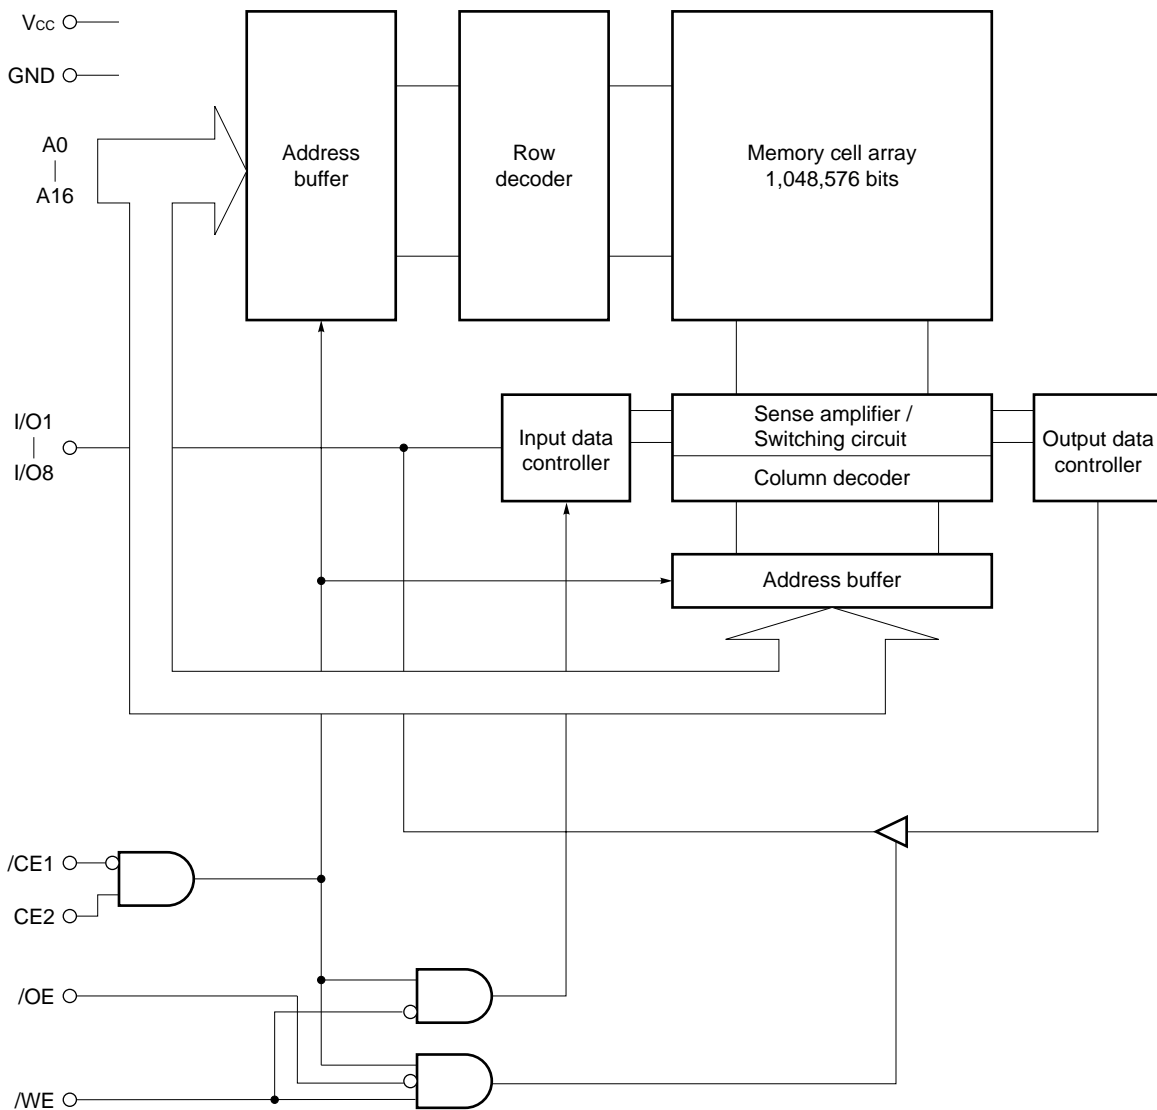 VCC
GND
A0
A16
Address
buffer
Row
decoder
Memory cell array
1,048,576 bits
I/O1
I/O8
Input data
controller
Sense amplifier /
Switching circuit
Column decoder
Output data
controller
Address buffer
/CE1
CE2
/OE
/WE